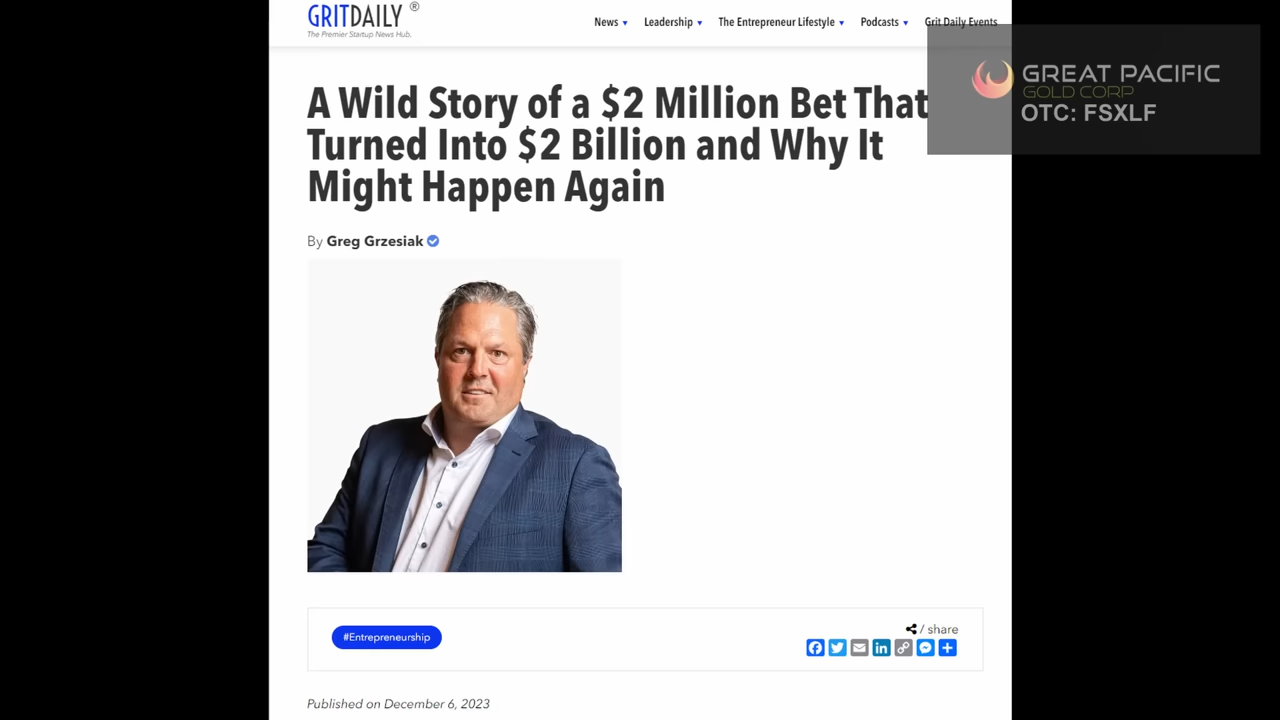 GRITDAILY ®
The Premier Startup News Hub.
News ▼ Leadership ▼ The Entrepreneur Lifestyle ▼ Podcasts ▼ Grit Daily Events
GREAT PACIFIC
GOLD CORP
OTC: FSXLF
A Wild Story of a $2 Million Bet That
Turned Into $2 Billion and Why It
Might Happen Again
By Greg Grzesiak
#Entrepreneurship
/ share
Published on December 6, 2023